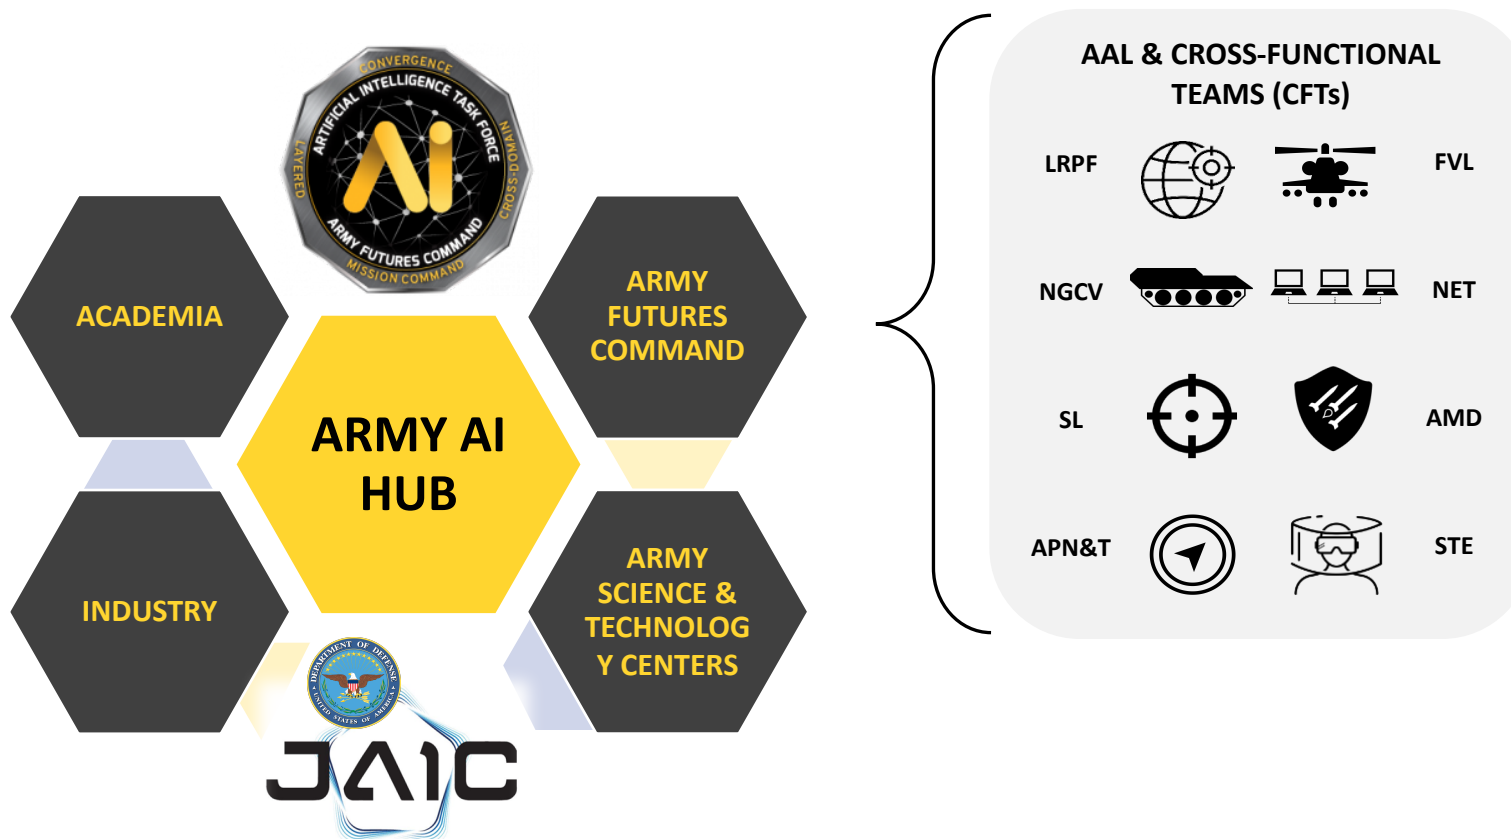 CONVERGENCE
ARTIFICIAL INTELLIGENCE TASK FORCE
LAYERED
CROSS-DOMAIN
AI
ARMY FUTURES COMMAND
MISSION COMMAND
ACADEMIA
ARMY
FUTURES
COMMAND
ARMY AI
HUB
INDUSTRY
ARMY
SCIENCE &
TECHNOLOG
Y CENTERS
DEPARTMENT OF DEFENSE
UNITED STATES OF AMERICA
JAIC
AAL & CROSS-FUNCTIONAL
TEAMS (CFTs)
LRPF
FVL
NGCV
NET
SL
AMD
APN&T
STE